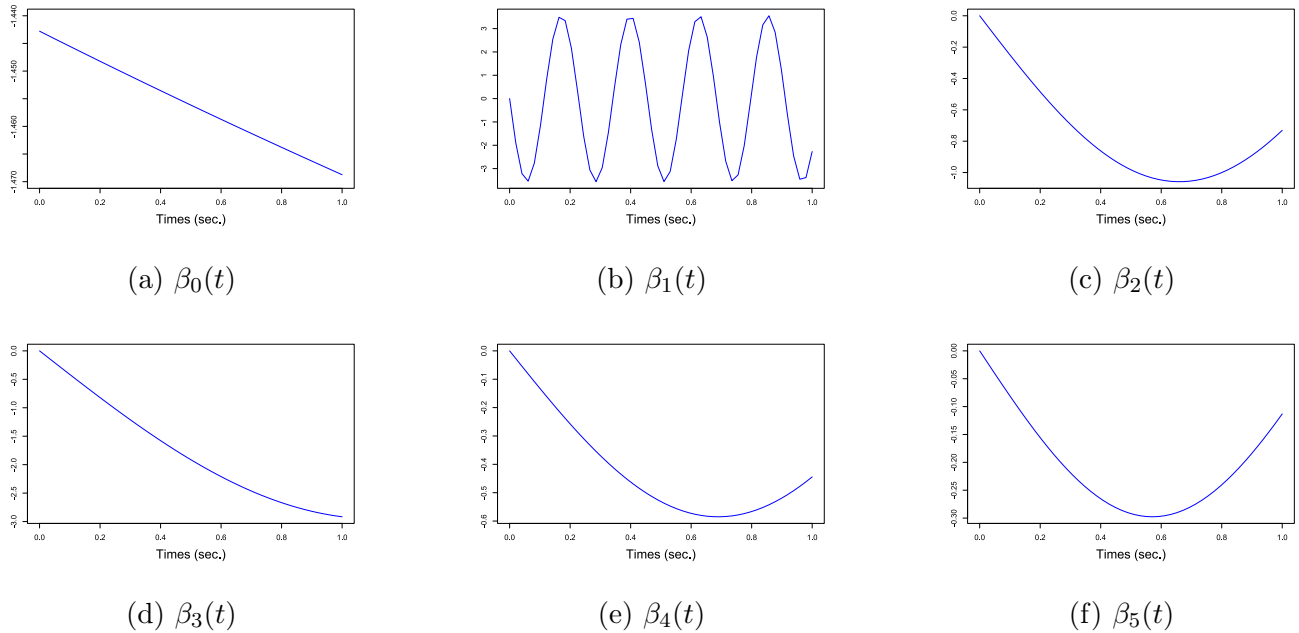 -1.440
-1.450
-1.460
-1.470
0.0 0.2 0.4 0.6 0.8 1.0
Times (sec.)
(a) β₀(t)
3
2
1
0
-1
-2
-3
0.0 0.2 0.4 0.6 0.8 1.0
Times (sec.)
(b) β₁(t)
0.0
-0.2
-0.4
-0.6
-0.8
-1.0
0.0 0.2 0.4 0.6 0.8 1.0
Times (sec.)
(c) β₂(t)
0.0
-0.5
-1.0
-1.5
-2.0
-2.5
-3.0
0.0 0.2 0.4 0.6 0.8 1.0
Times (sec.)
(d) β₃(t)
0.0
-0.1
-0.2
-0.3
-0.4
-0.5
-0.6
0.0 0.2 0.4 0.6 0.8 1.0
Times (sec.)
(e) β₄(t)
0.00
-0.05
-0.10
-0.15
-0.20
-0.25
-0.30
0.0 0.2 0.4 0.6 0.8 1.0
Times (sec.)
(f) β₅(t)